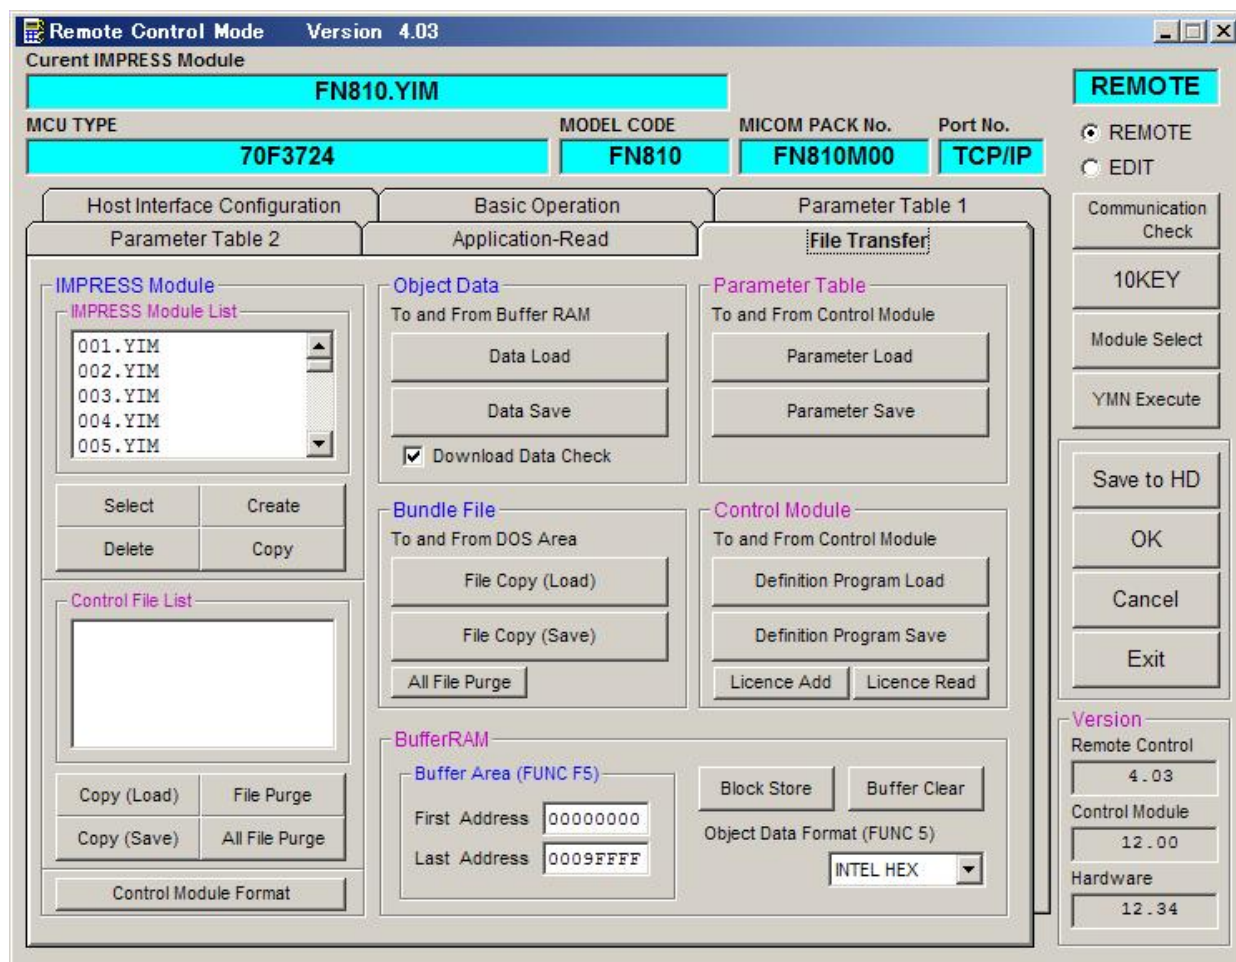 Remote Control Mode Version 4.03
Curent IMPRESS Module
FN810.YIM
REMOTE
MCU TYPE
MODEL CODE
MICOM PACK No.
Port No.
70F3724
FN810
FN810M00
TCP/IP
REMOTE
EDIT
Host Interface Configuration
Basic Operation
Parameter Table 1
Parameter Table 2
Application-Read
File Transfer
IMPRESS Module
IMPRESS Module List
001.YIM
002.YIM
003.YIM
004.YIM
005.YIM
Select
Create
Delete
Copy
Control File List
Copy (Load)
File Purge
Copy (Save)
All File Purge
Control Module Format
Object Data
To and From Buffer RAM
Data Load
Data Save
Download Data Check
Parameter Table
To and From Control Module
Parameter Load
Parameter Save
Bundle File
To and From DOS Area
File Copy (Load)
File Copy (Save)
All File Purge
Control Module
To and From Control Module
Definition Program Load
Definition Program Save
Licence Add
Licence Read
BufferRAM
Buffer Area (FUNC F5)
First Address 00000000
Last Address 0009FFFF
Block Store
Buffer Clear
Object Data Format (FUNC 5)
INTEL HEX
Communication
Check
10KEY
Module Select
YMN Execute
Save to HD
OK
Cancel
Exit
Version
Remote Control
4.03
Control Module
12.00
Hardware
12.34